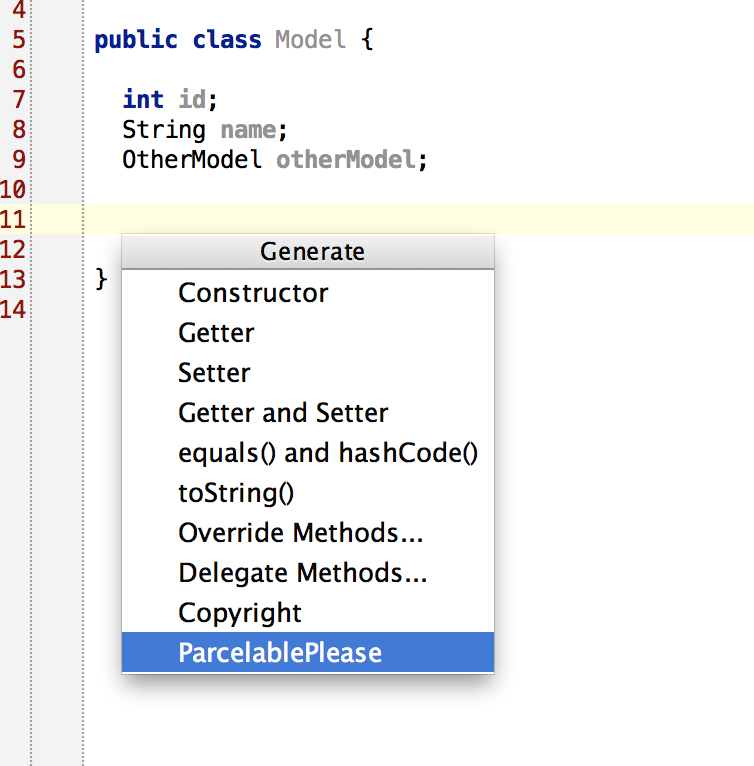 4
5 public class Model {
6
7 int id;
8 String name;
9 OtherModel otherModel;
10
11
Generate
12
Constructor
13 }
14
Getter
Setter
Getter and Setter
equals() and hashCode()
toString()
Override Methods...
Delegate Methods...
Copyright
ParcelablePlease